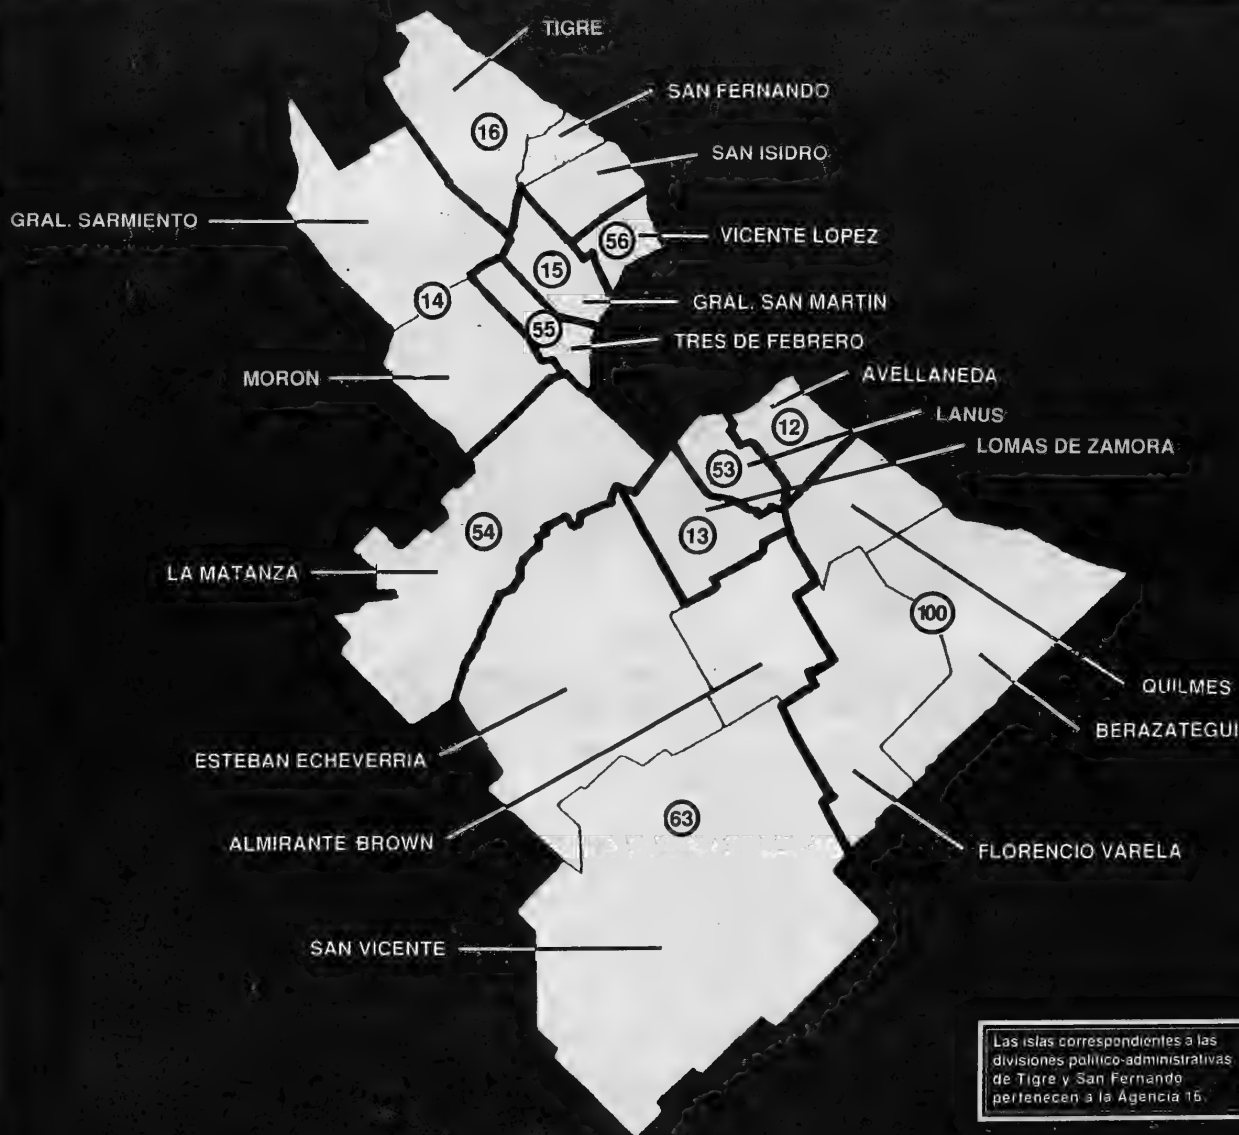 TIGRE
SAN FERNANDO
16
SAN ISIDRO
GRAL. SARMIENTO
56
VICENTE LOPEZ
15
14
GRAL. SAN MARTIN
55
TRES DE FEBRERO
MORON
AVELLANEDA
LANUS
12
LOMAS DE ZAMORA
53
54
13
LA MATANZA
100
QUILMES
BERAZATEGUI
ESTEBAN ECHEVERRIA
63
ALMIRANTE BROWN
FLORENCIO VARELA
SAN VICENTE
Las islas correspondientes a las
divisiones político-administrativas
de Tigre y San Fernando
pertenecen a la Agencia 16.